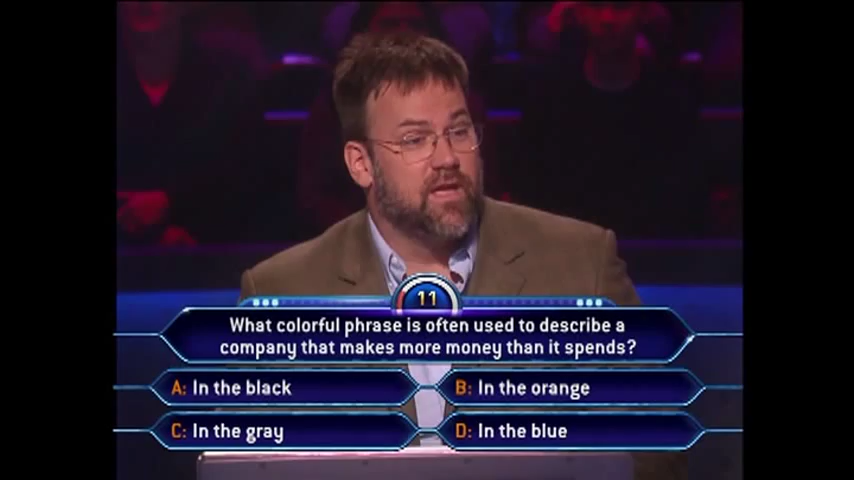 11
What colorful phrase is often used to describe a
company that makes more money than it spends?
A: In the black
B: In the orange
C: In the gray
D: In the blue